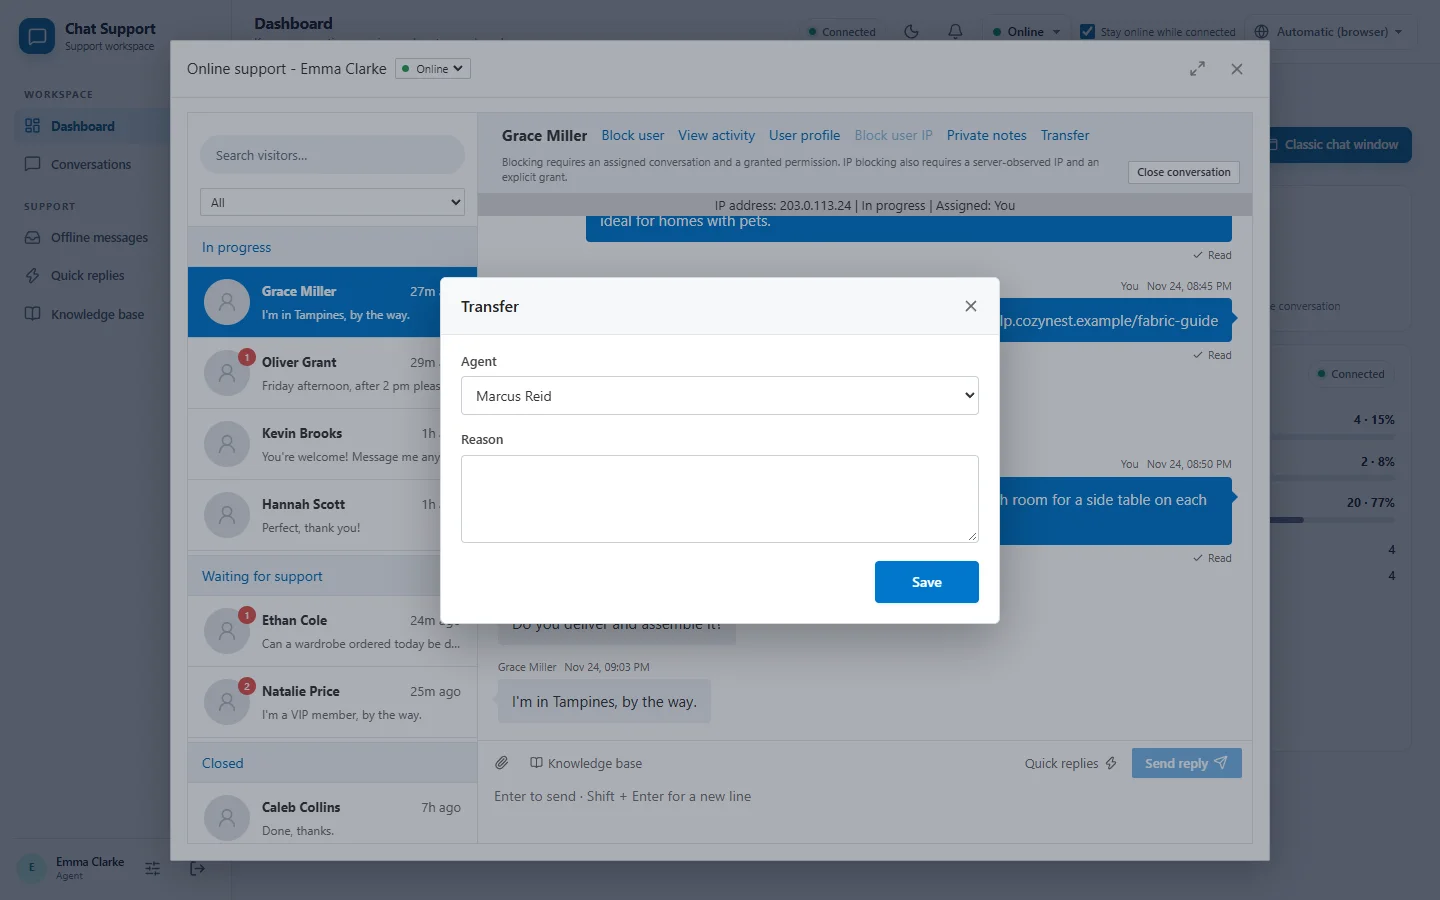 Chat Support
Support workspace
WORKSPACE
Dashboard
Conversations
SUPPORT
Offline messages
Quick replies
Knowledge base
Emma Clarke
Agent
E
Dashboard
Connected
Online
Stay online while connected
Automatic (browser)
Classic chat window
e conversation
Connected
4 · 15%
2 · 8%
20 · 77%
4
4
Online support - Emma Clarke
Online
Search visitors...
All
In progress
Grace Miller
27m
I'm in Tampines, by the way.
1
Oliver Grant
29m
Friday afternoon, after 2 pm pleas
Kevin Brooks
1h
You're welcome! Message me any
Hannah Scott
1h
Perfect, thank you!
Waiting for support
1
Ethan Cole
24m ago
Can a wardrobe ordered today be d...
2
Natalie Price
25m ago
I'm a VIP member, by the way.
Closed
Caleb Collins
7h ago
Done, thanks.
Grace Miller
Block user
View activity
User profile
Block user IP
Private notes
Transfer
Blocking requires an assigned conversation and a granted permission. IP blocking also requires a server-observed IP and an
explicit grant.
Close conversation
IP address: 203.0.113.24 | In progress | Assigned: You
ideal for homes with pets.
Read
You Nov 24, 08:45 PM
lp.cozynest.example/fabric-guide
Read
You Nov 24, 08:50 PM
h room for a side table on each
Read
Do you deliver and assemble it?
Grace Miller Nov 24, 09:03 PM
I'm in Tampines, by the way.
Knowledge base
Quick replies
Send reply
Enter to send · Shift + Enter for a new line
Transfer
Agent
Marcus Reid
Reason
Save